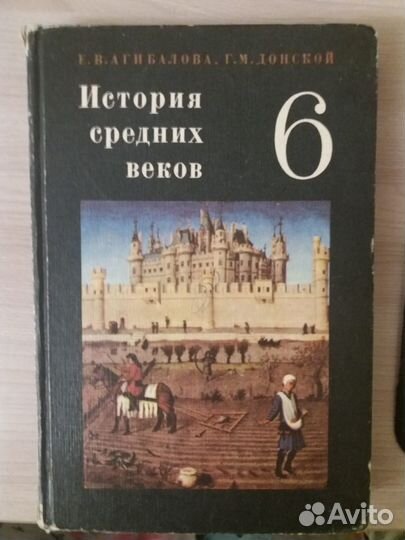 Е. В. АГИБАЛОВА, Г. М. ДОНСКОЙ
История
средних
веков
6
Avito